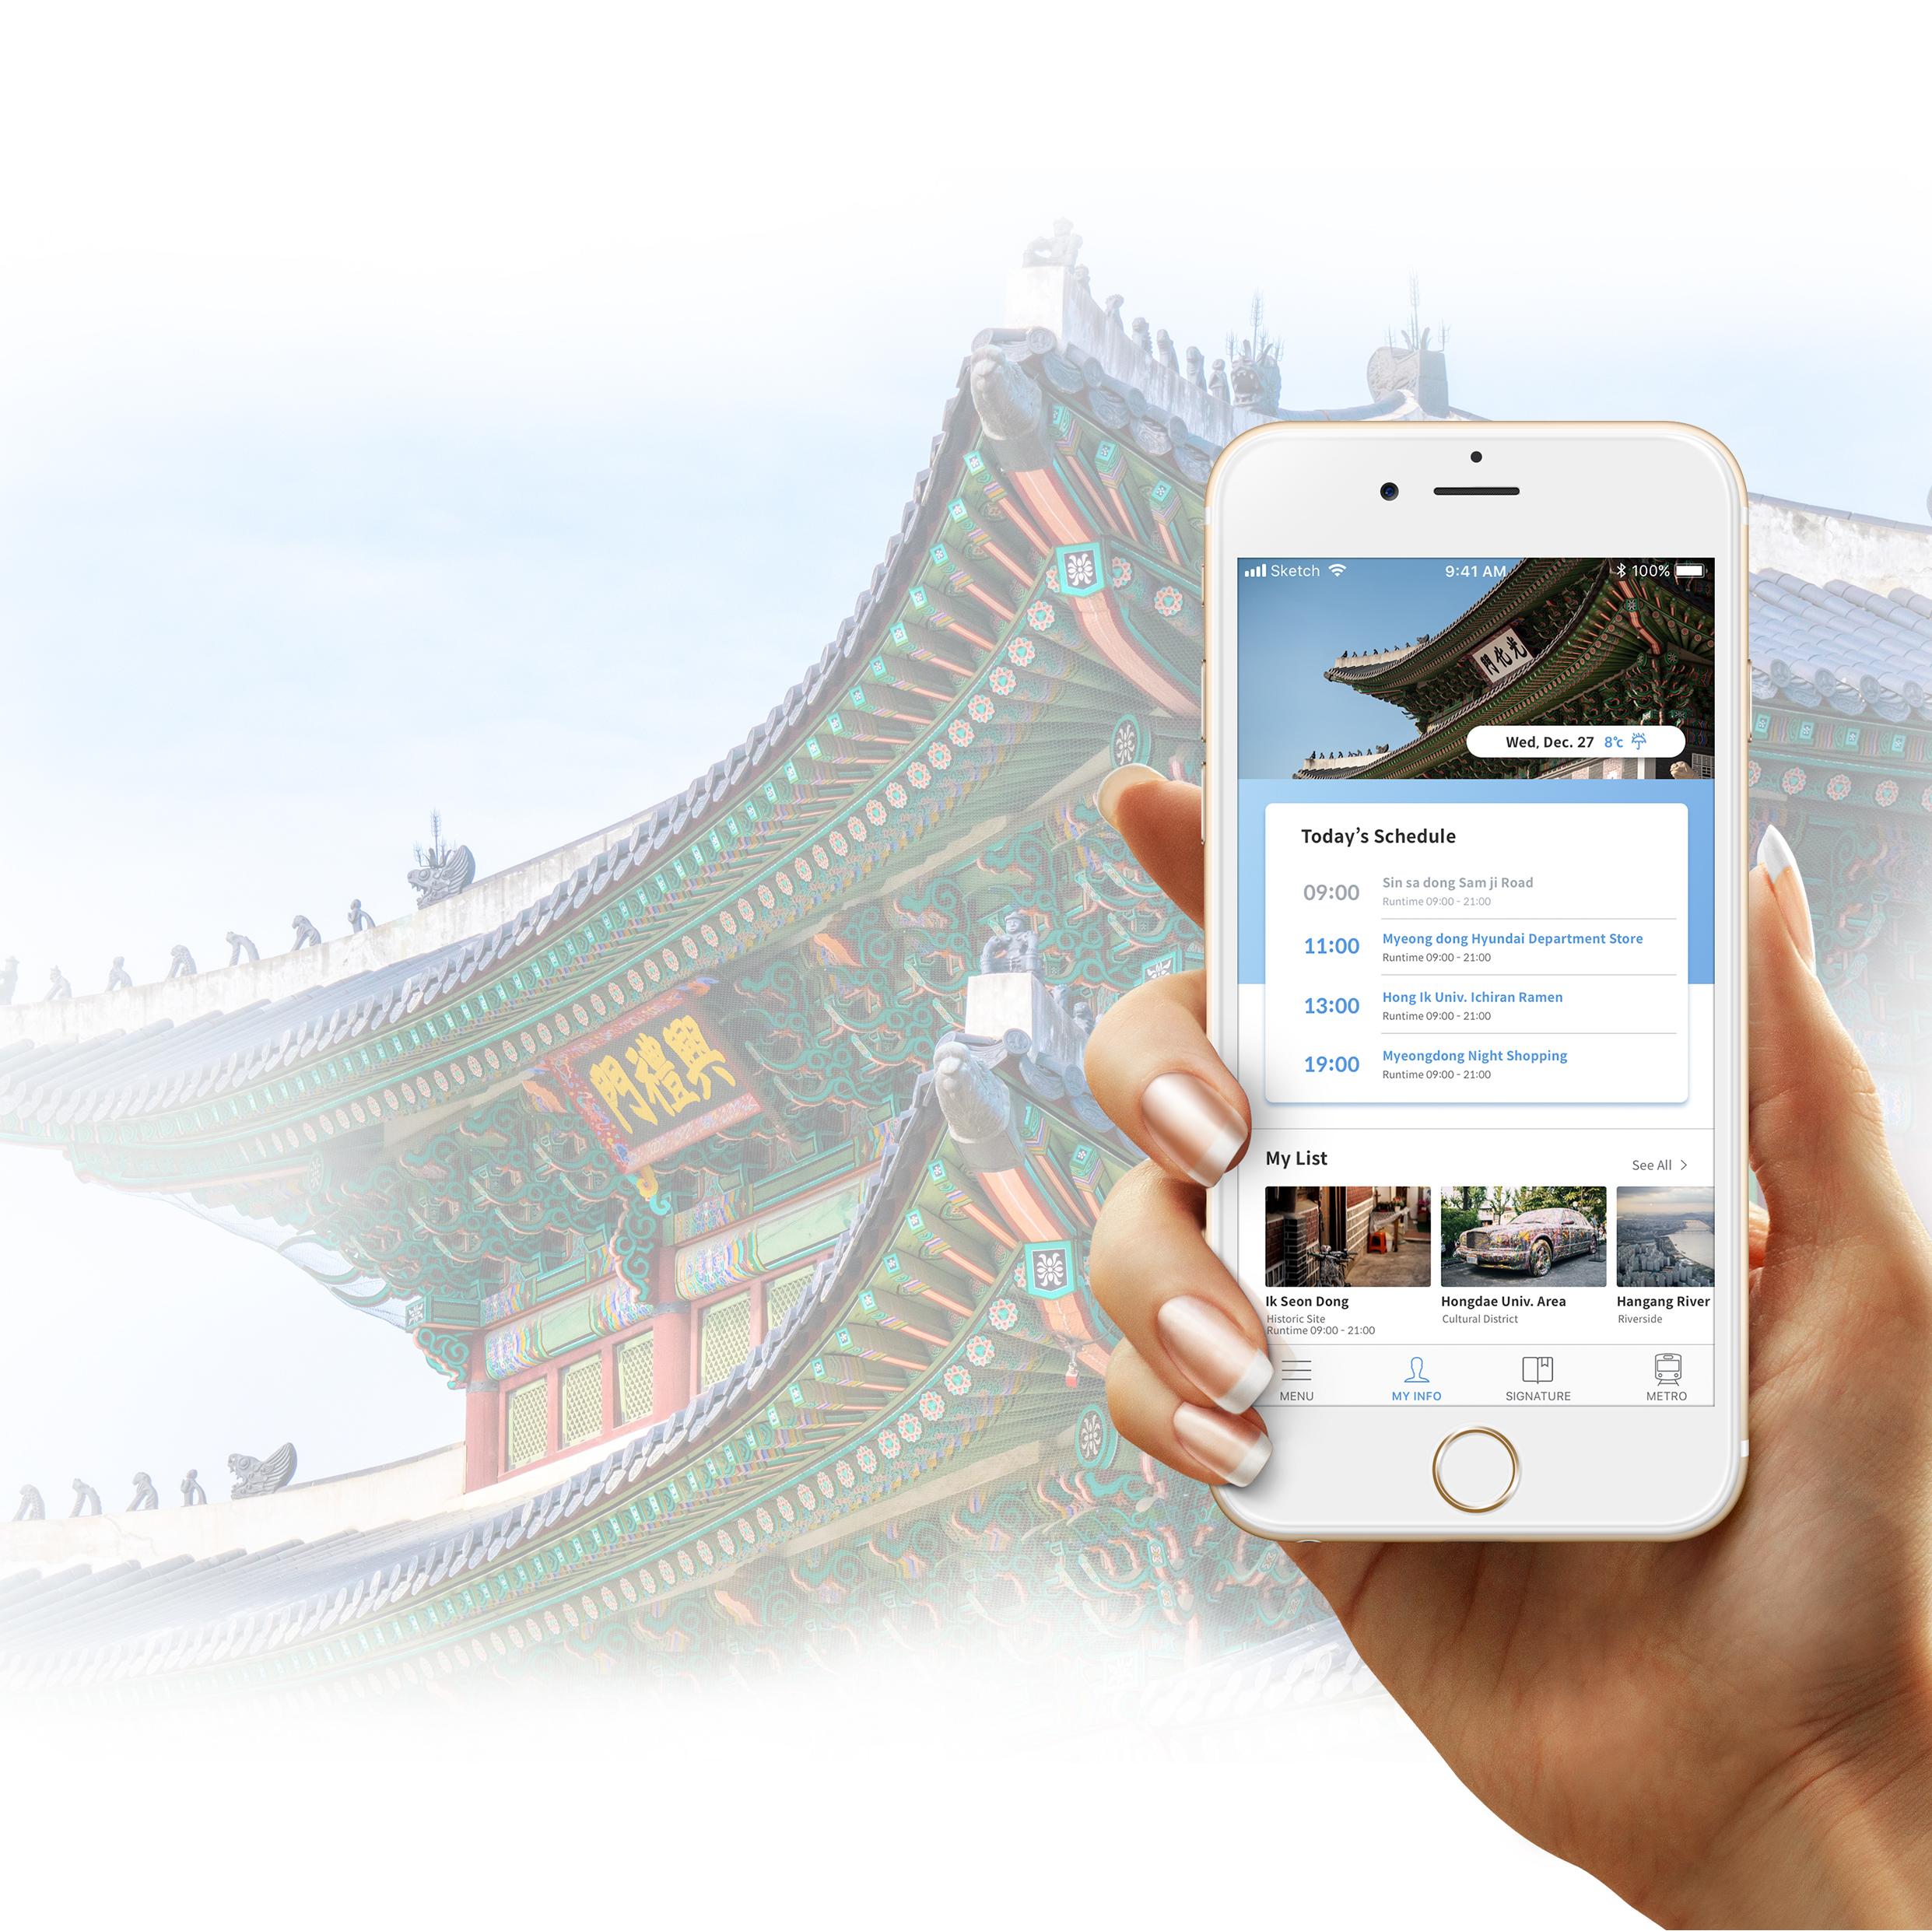 興禮門
Sketch 9:41 AM 100%
光化門
Wed, Dec. 27 8℃
Today’s Schedule
09:00 Sin sa dong Sam ji Road
Runtime 09:00 - 21:00
11:00 Myeong dong Hyundai Department Store
Runtime 09:00 - 21:00
13:00 Hong Ik Univ. Ichiran Ramen
Runtime 09:00 - 21:00
19:00 Myeongdong Night Shopping
Runtime 09:00 - 21:00
My List
See All
Ik Seon Dong Hongdae Univ. Area Hangang River
Historic Site Cultural District Riverside
Runtime 09:00 - 21:00
MENU MY INFO SIGNATURE METRO